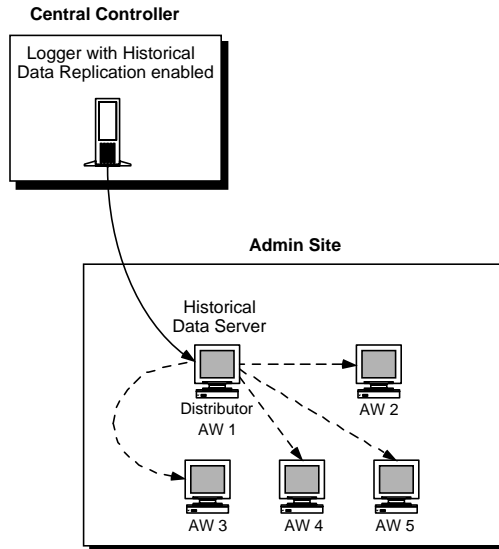 Central Controller
Logger with Historical
Data Replication enabled
Admin Site
Historical
Data Server
Distributor
AW 1
AW 2
AW 3
AW 4
AW 5